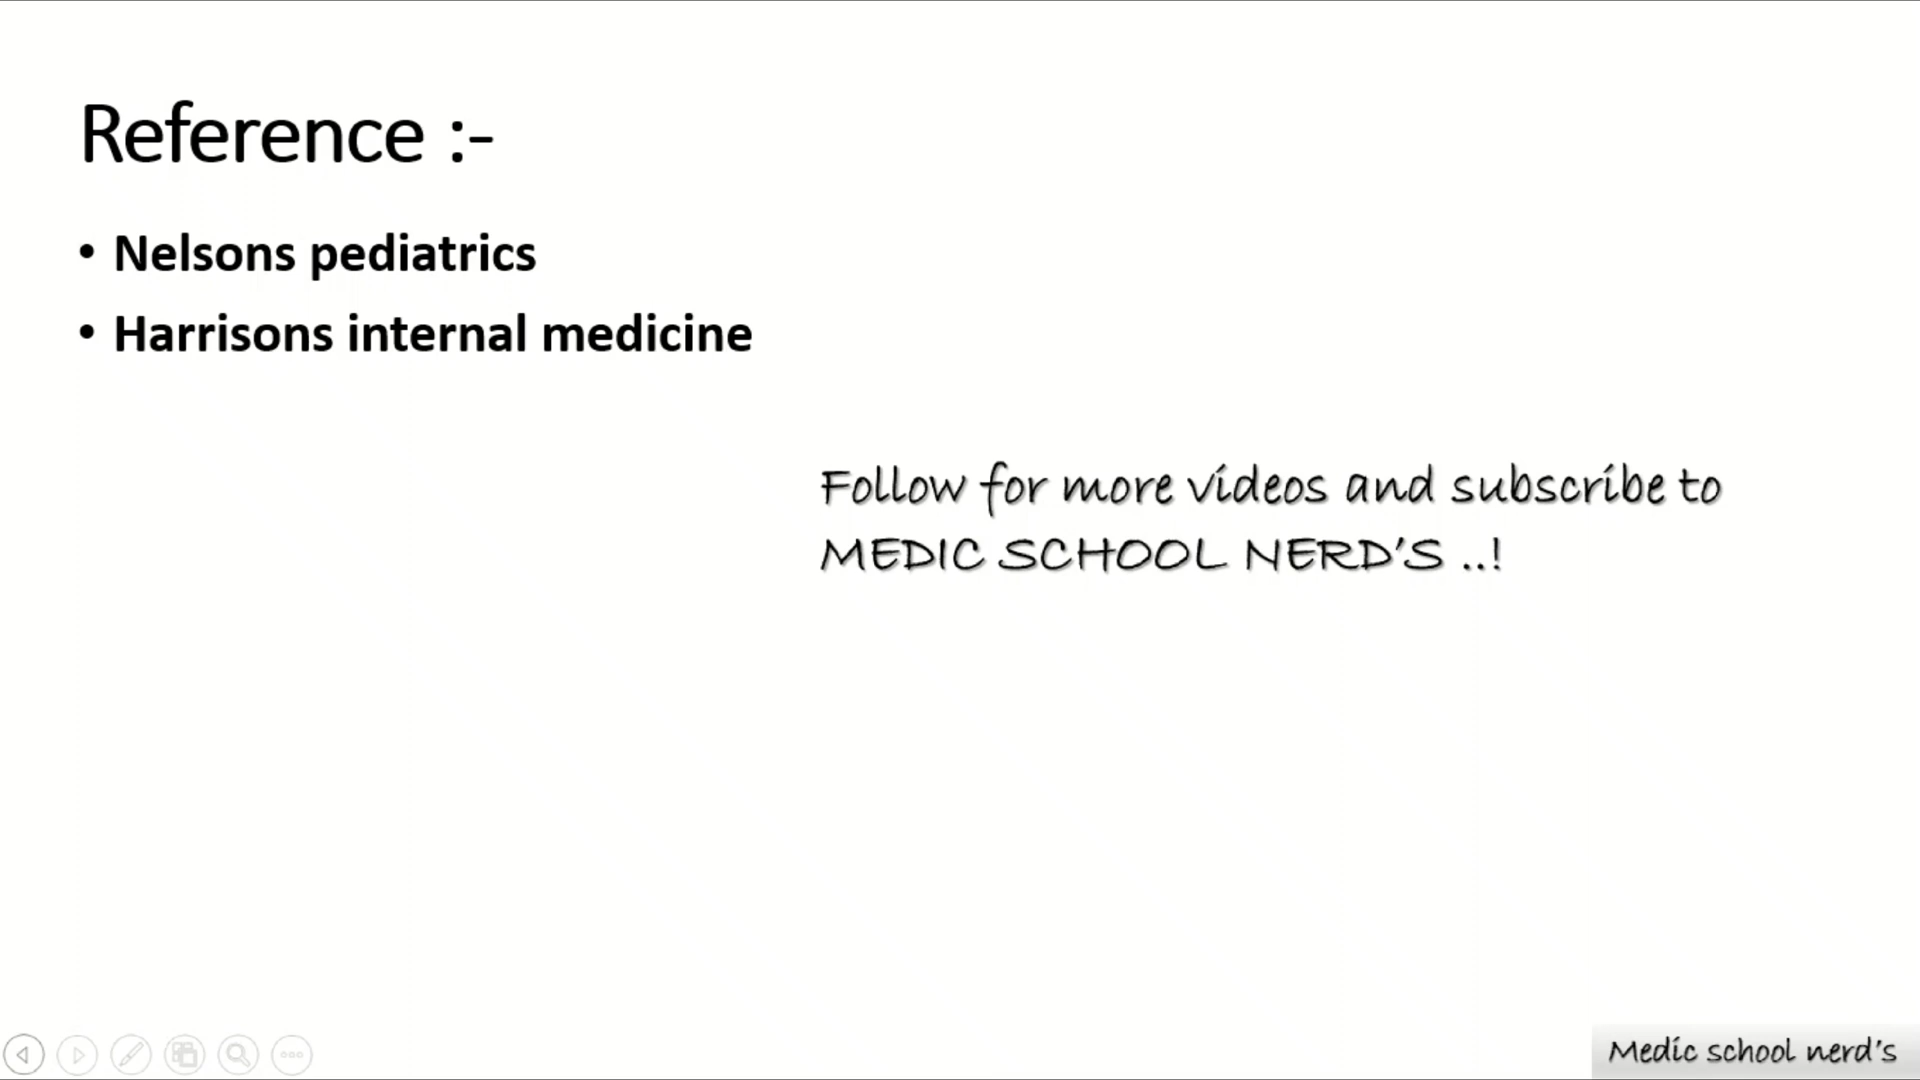 Reference :-
• Nelsons pediatrics
• Harrisons internal medicine
Follow for more videos and subscribe to
MEDIC SCHOOL NERD'S ..!
Medic school nerd's